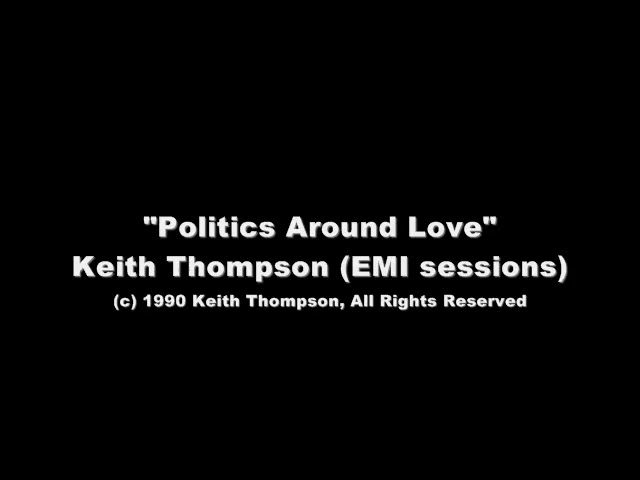 "Politics Around Love"
Keith Thompson (EMI sessions)
(c) 1990 Keith Thompson, All Rights Reserved